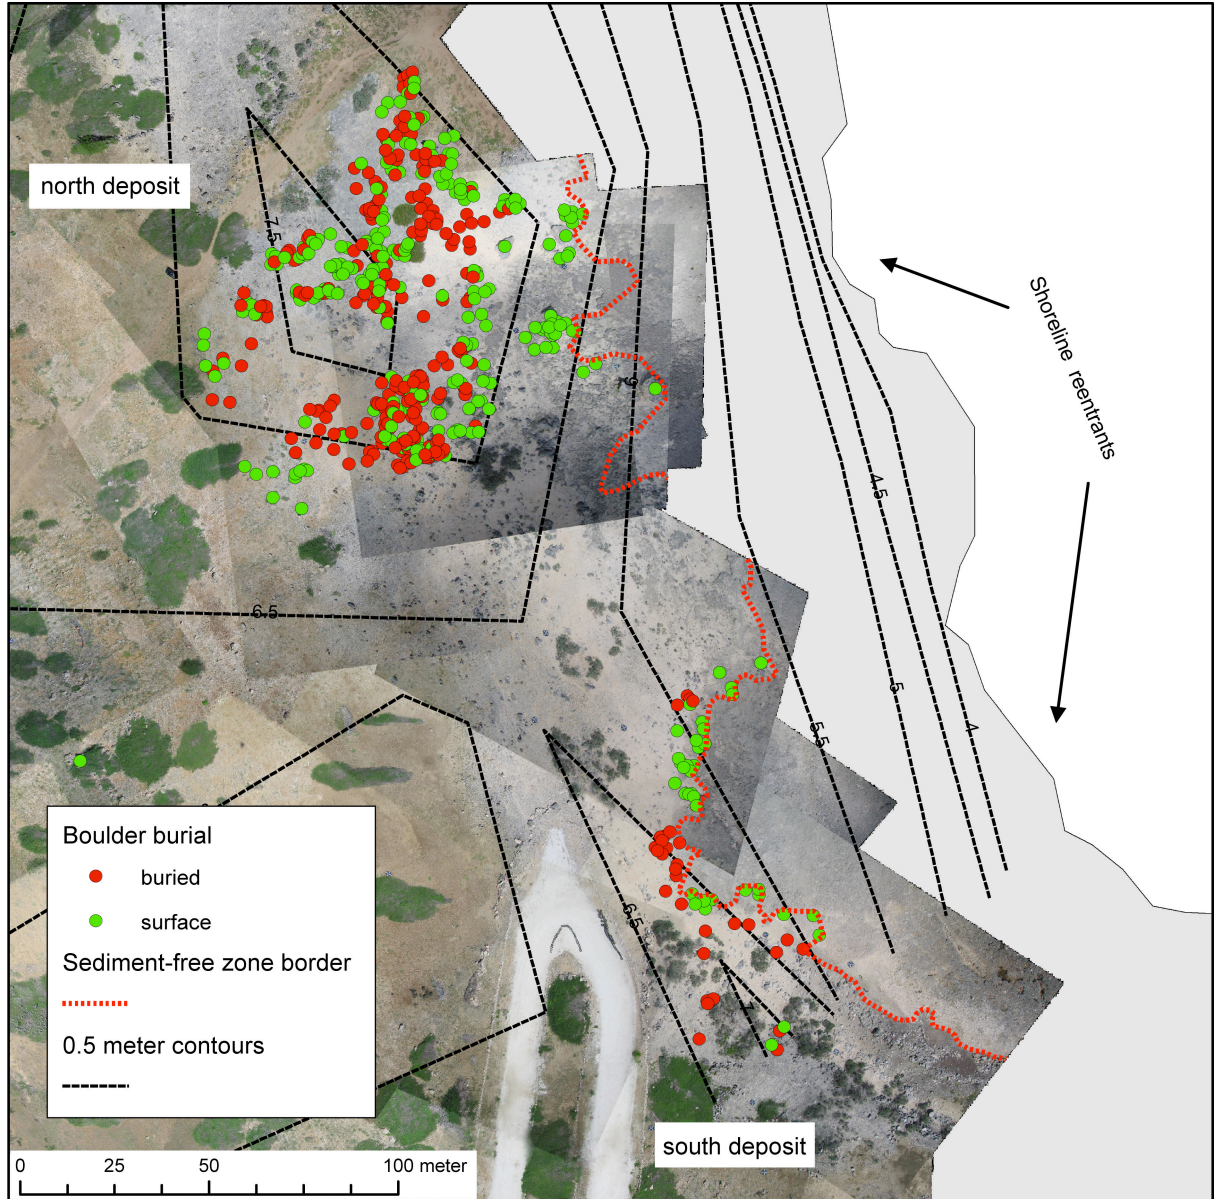 north deposit
7.5
Shoreline reentrants
6
4.5
6.5
5
4
5.5
Boulder burial
buried
surface
Sediment-free zone border
0.5 meter contours
6.5
7
south deposit
0 25 50 100 meter